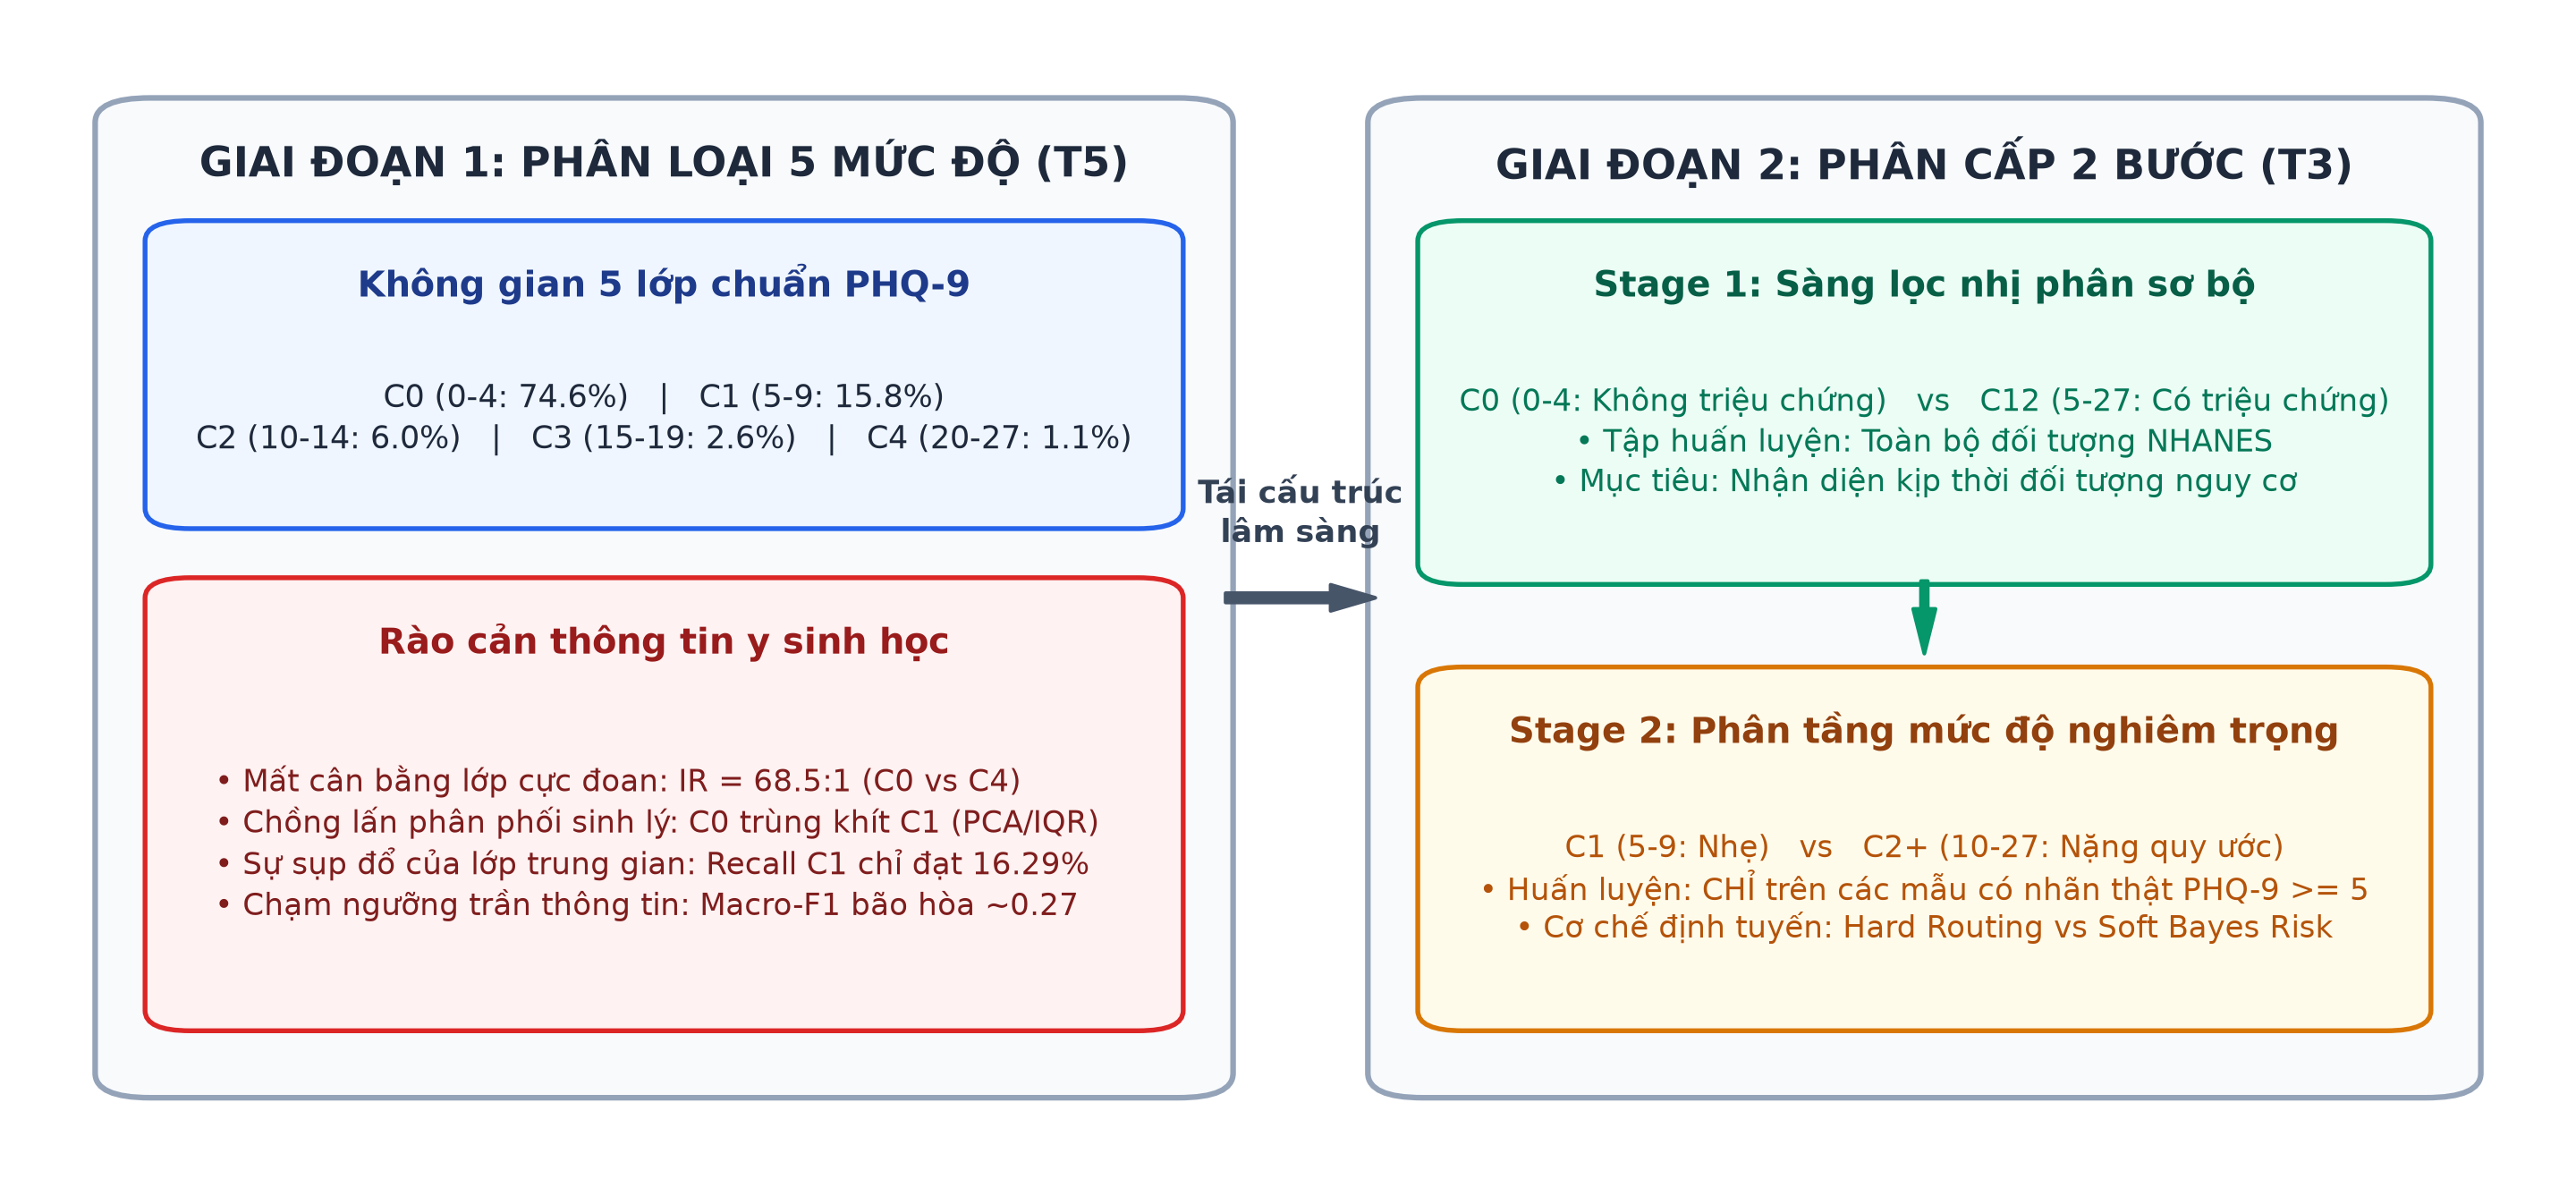 GIAI ĐOẠN 1: PHÂN LOẠI 5 MỨC ĐỘ (T5)
Không gian 5 lớp chuẩn PHQ-9
C0 (0-4: 74.6%) | C1 (5-9: 15.8%)
C2 (10-14: 6.0%) | C3 (15-19: 2.6%) | C4 (20-27: 1.1%)
Rào cản thông tin y sinh học
• Mất cân bằng lớp cực đoan: IR = 68.5:1 (C0 vs C4)
• Chồng lấn phân phối sinh lý: C0 trùng khít C1 (PCA/IQR)
• Sự sụp đổ của lớp trung gian: Recall C1 chỉ đạt 16.29%
• Chạm ngưỡng trần thông tin: Macro-F1 bão hòa ~0.27
Tái cấu trúc
lâm sàng
GIAI ĐOẠN 2: PHÂN CẤP 2 BƯỚC (T3)
Stage 1: Sàng lọc nhị phân sơ bộ
C0 (0-4: Không triệu chứng) vs C12 (5-27: Có triệu chứng)
• Tập huấn luyện: Toàn bộ đối tượng NHANES
• Mục tiêu: Nhận diện kịp thời đối tượng nguy cơ
Stage 2: Phân tầng mức độ nghiêm trọng
C1 (5-9: Nhẹ) vs C2+ (10-27: Nặng quy ước)
• Huấn luyện: CHỈ trên các mẫu có nhãn thật PHQ-9 >= 5
• Cơ chế định tuyến: Hard Routing vs Soft Bayes Risk